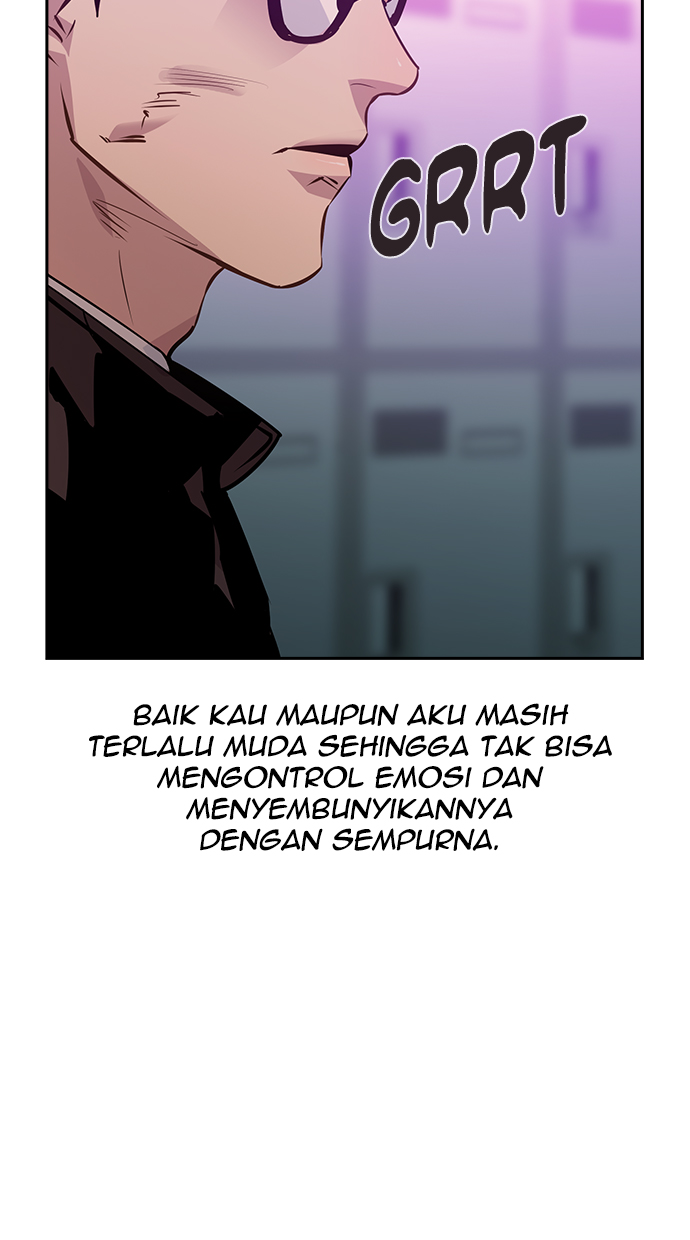 GRRT
BAIK KAU MAUPUN AKU MASIH
TERLALU MUDA SEHINGGA TAK BISA
MENGONTROL EMOSI DAN
MENYEMBUNYIKANNYA
DENGAN SEMPURNA.